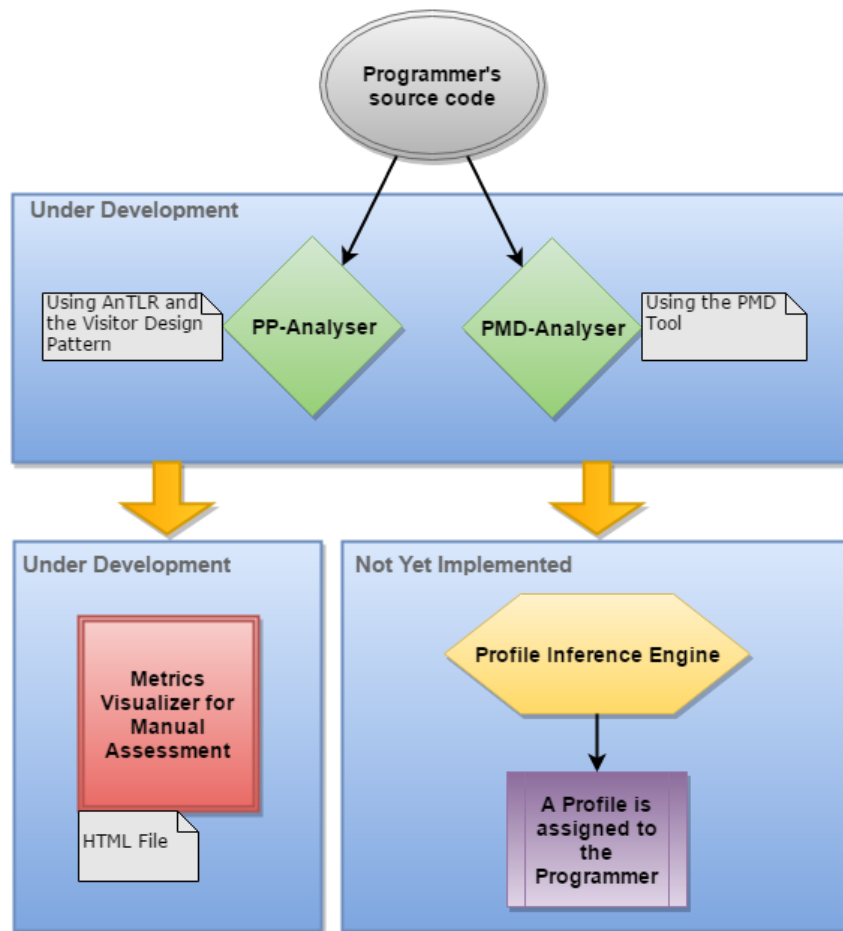 Programmer's
source code
Under Development
Using AnTLR and
the Visitor Design
Pattern
PP-Analyser
PMD-Analyser
Using the PMD
Tool
Under Development
Metrics
Visualizer for
Manual
Assessment
HTML File
Not Yet Implemented
Profile Inference Engine
A Profile is
assigned to
the
Programmer